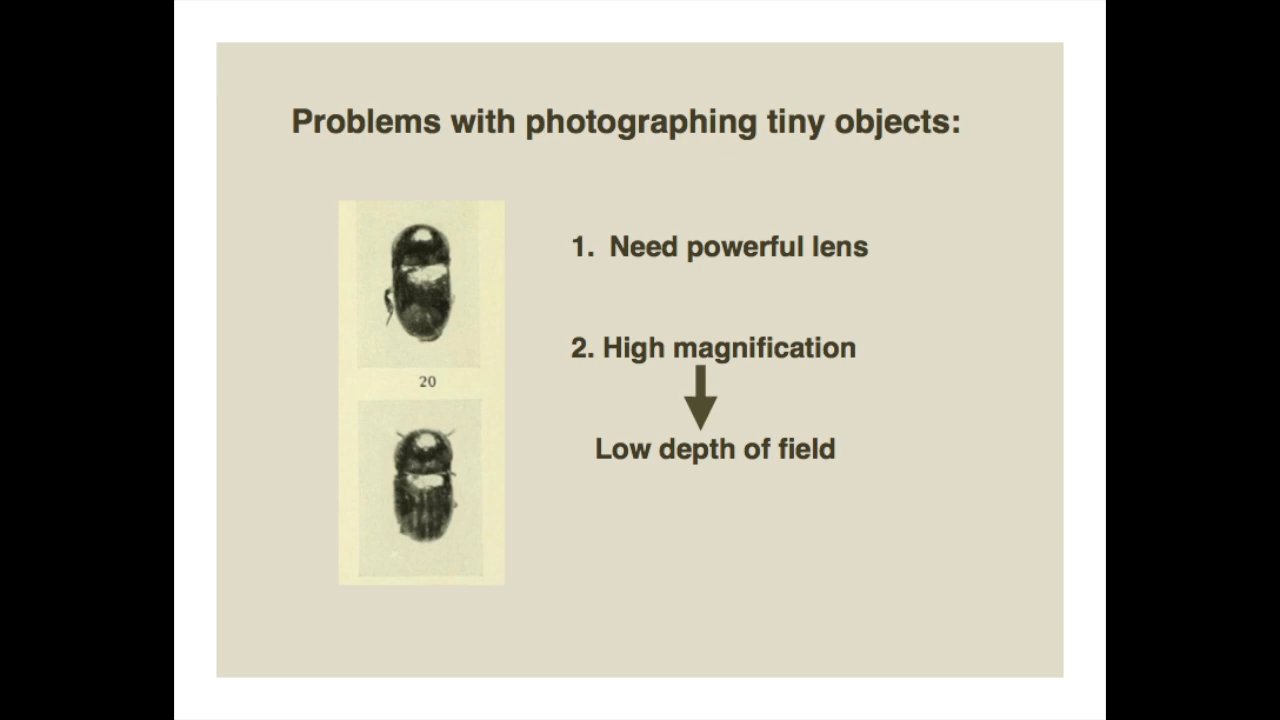 Problems with photographing tiny objects:
1. Need powerful lens
2. High magnification
Low depth of field
20